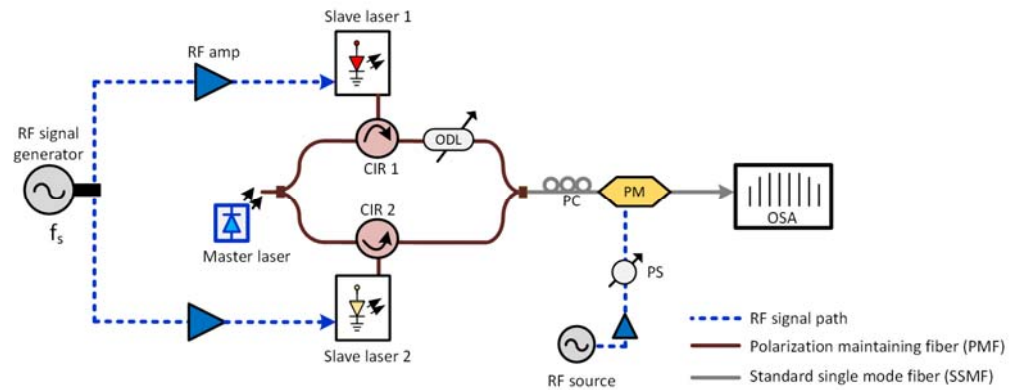 Slave laser 1
RF amp
RF signal
generator
f_s
CIR 1
ODL
CIR 2
Master laser
Slave laser 2
PC
PM
OSA
PS
RF source
RF signal path
Polarization maintaining fiber (PMF)
Standard single mode fiber (SSMF)